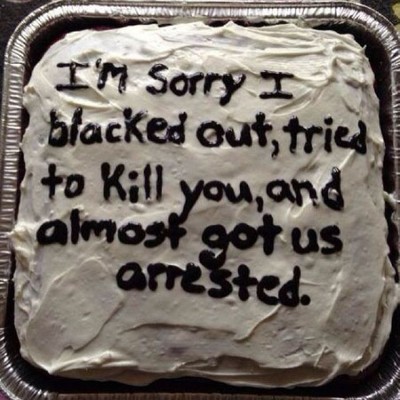 I'm sorry I
blacked out, tried
to Kill you, and
almost got us
arrested.